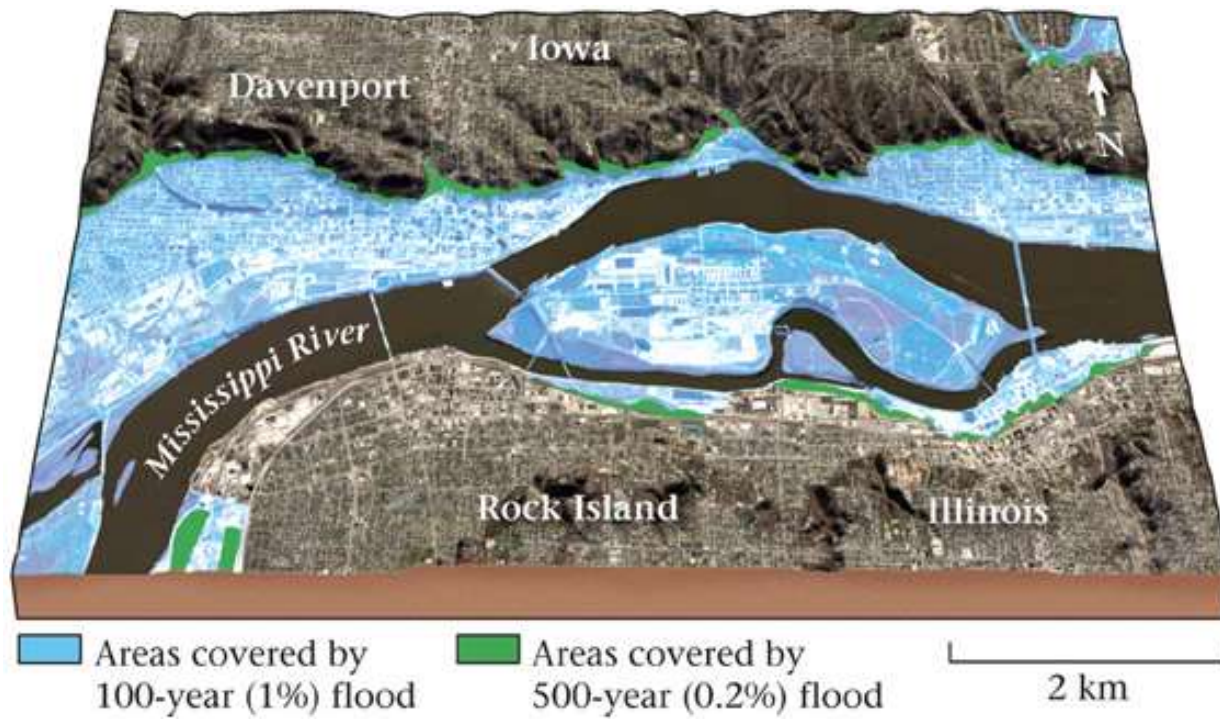 Iowa
Davenport
N
Mississippi River
Rock Island
Illinois
Areas covered by
100-year (1%) flood
Areas covered by
500-year (0.2%) flood
2 km